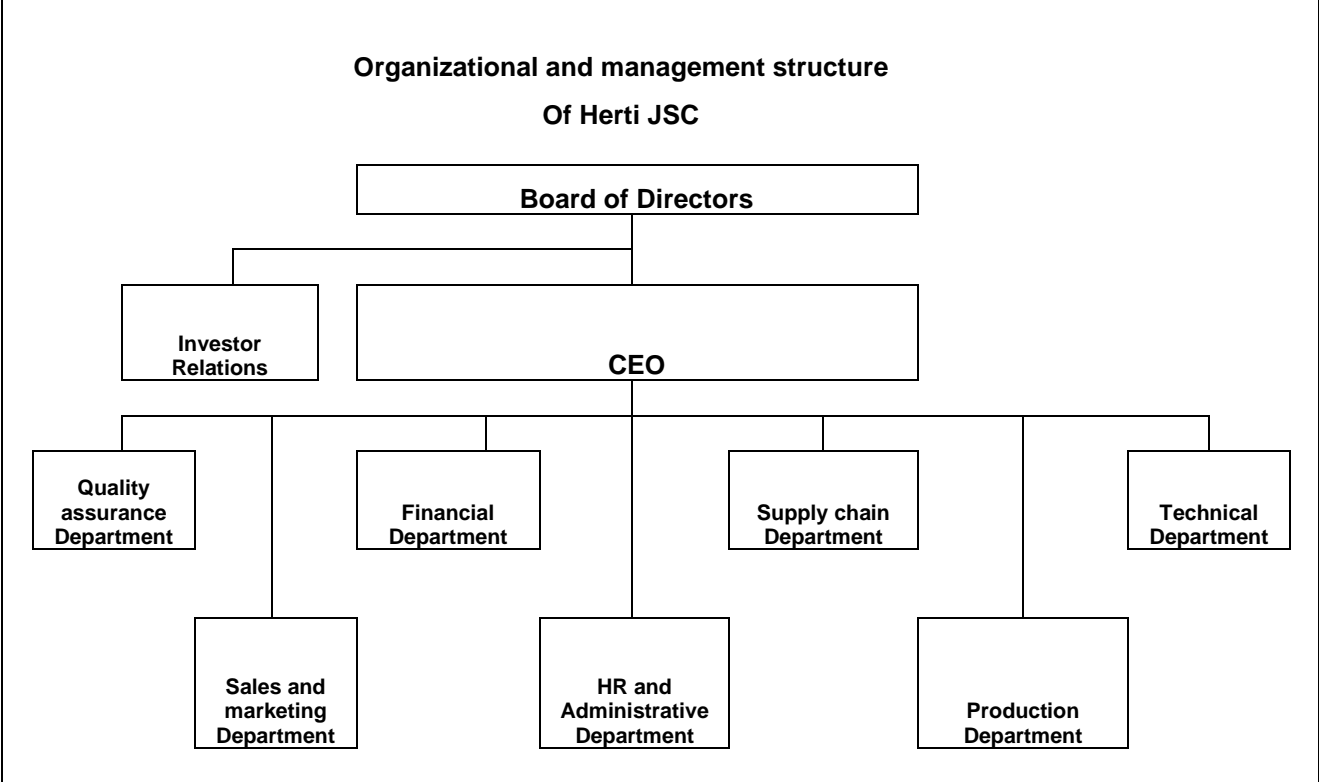 Organizational and management structure
Of Herti JSC
Board of Directors
Investor
Relations
CEO
Quality
assurance
Department
Financial
Department
Supply chain
Department
Technical
Department
Sales and
marketing
Department
HR and
Administrative
Department
Production
Department